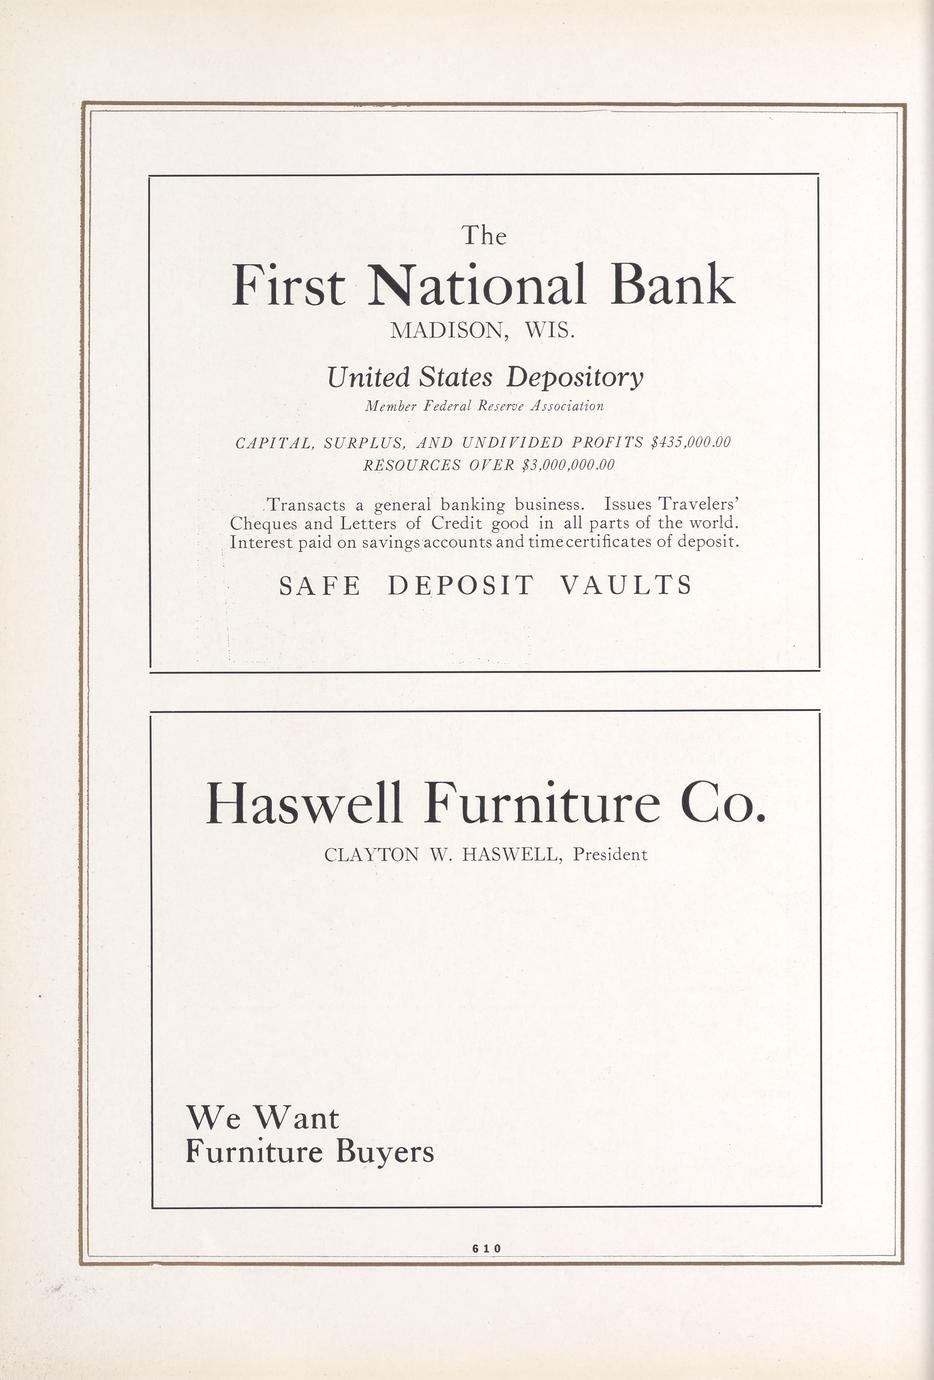 The
First National Bank
MADISON, WIS.
United States Depository
Member Federal Reserve Association
CAPITAL, SURPLUS, AND UNDIVIDED PROFITS $435,000.00
RESOURCES OVER $3,000,000.00
Transacts a general banking business. Issues Travelers'
Cheques and Letters of Credit good in all parts of the world.
Interest paid on savings accounts and time certificates of deposit.
SAFE DEPOSIT VAULTS
Haswell Furniture Co.
CLAYTON W. HASWELL, President
We Want
Furniture Buyers
610